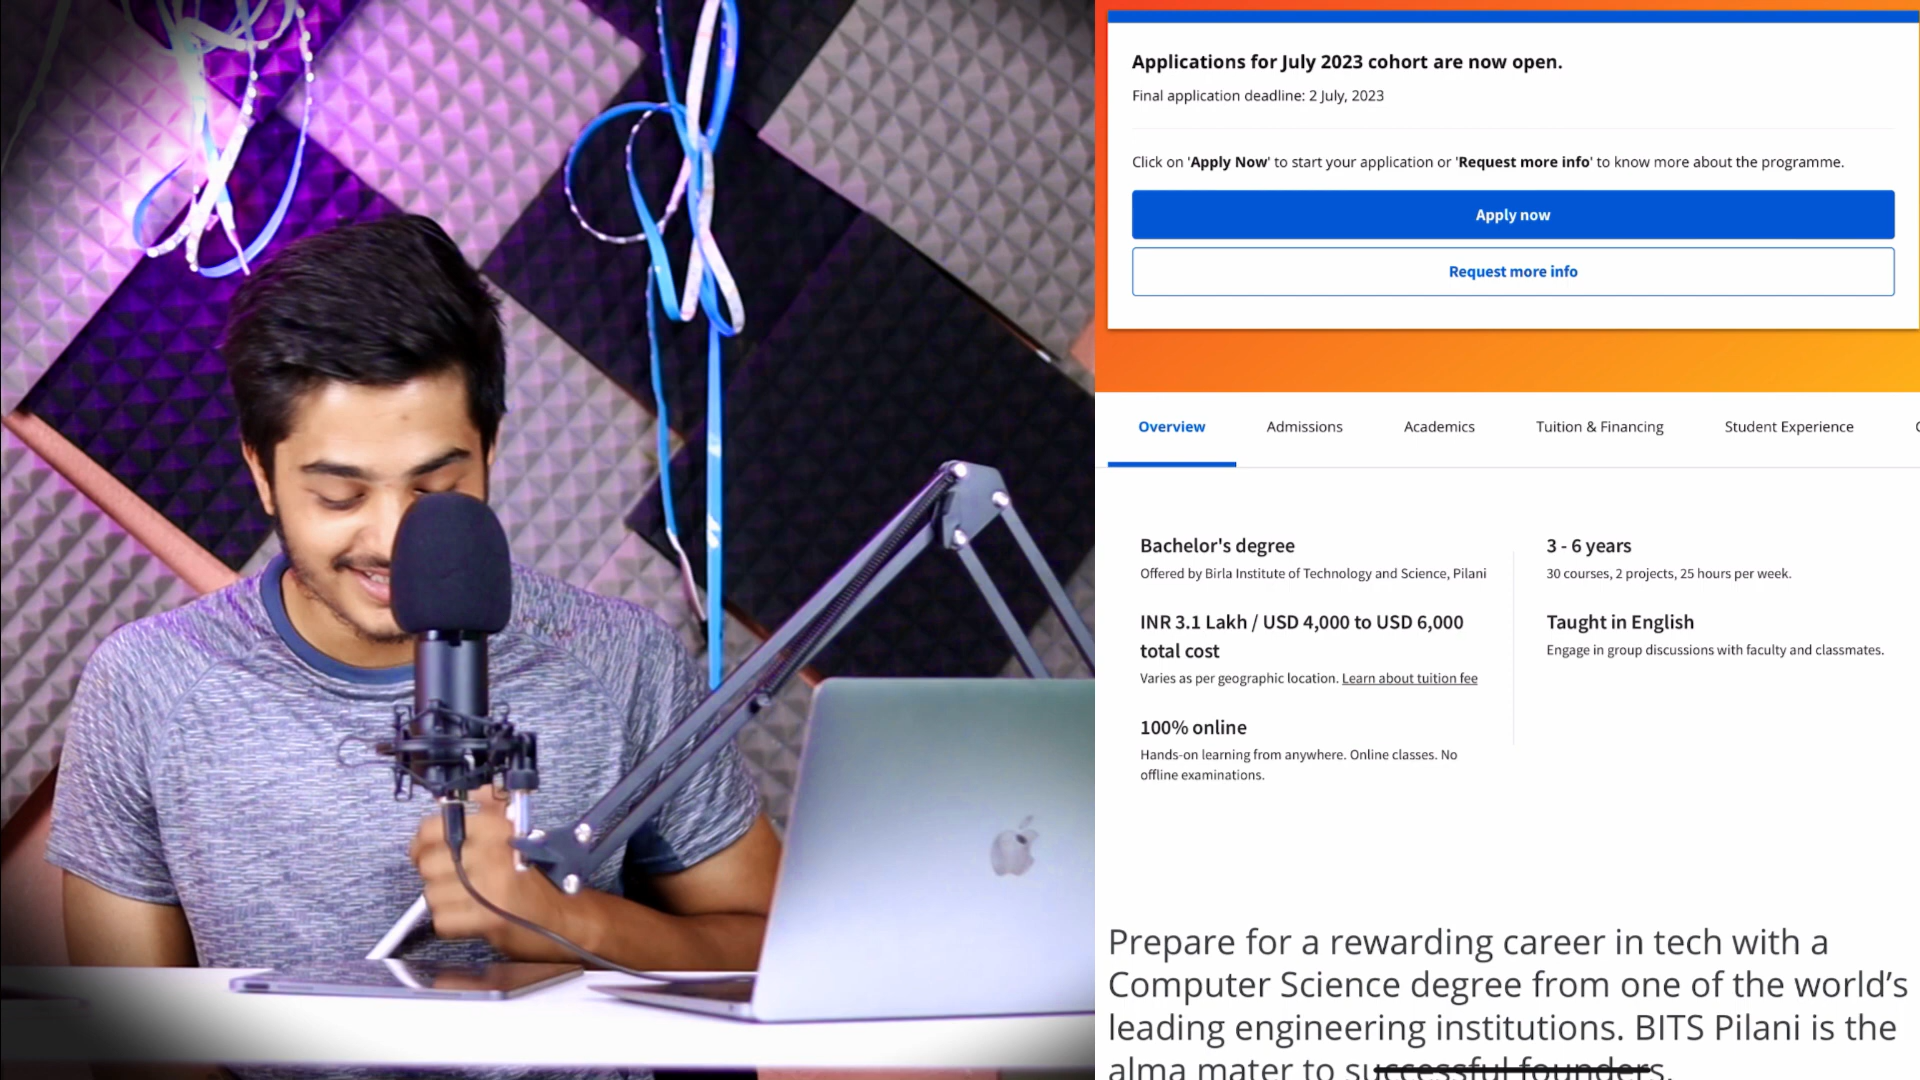 Applications for July 2023 cohort are now open.
Final application deadline: 2 July, 2023
Click on 'Apply Now' to start your application or 'Request more info' to know more about the programme.
Apply now
Request more info
Overview Admissions Academics Tuition & Financing Student Experience
Bachelor's degree
Offered by Birla Institute of Technology and Science, Pilani
INR 3.1 Lakh / USD 4,000 to USD 6,000
total cost
Varies as per geographic location. Learn about tuition fee
100% online
Hands-on learning from anywhere. Online classes. No
offline examinations.
3 - 6 years
30 courses, 2 projects, 25 hours per week.
Taught in English
Engage in group discussions with faculty and classmates.
Prepare for a rewarding career in tech with a
Computer Science degree from one of the world’s
leading engineering institutions. BITS Pilani is the
alma mater to successful founders.